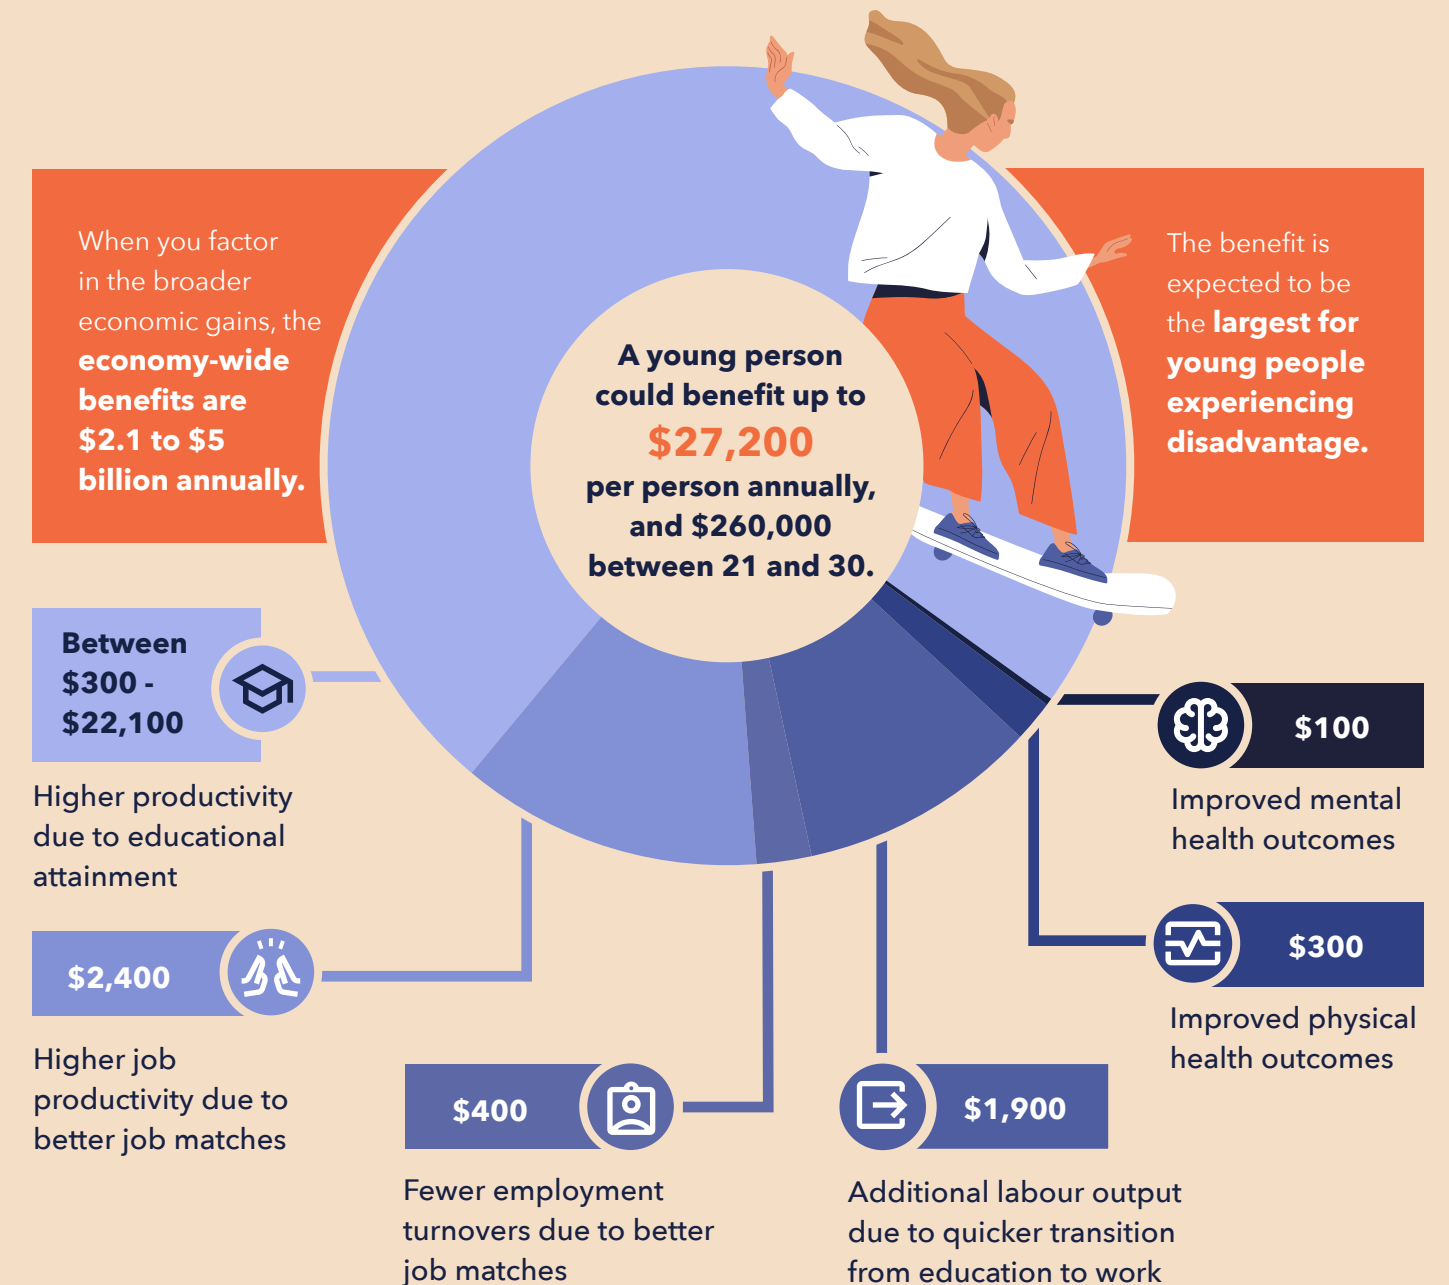 When you factor
in the broader
economic gains, the
economy-wide
benefits are
$2.1 to $5
billion annually.
A young person
could benefit up to
$27,200
per person annually,
and $260,000
between 21 and 30.
The benefit is
expected to be
the largest for
young people
experiencing
disadvantage.
Between
$300 -
$22,100
Higher productivity
due to educational
attainment
$2,400
Higher job
productivity due to
better job matches
$400
Fewer employment
turnovers due to better
job matches
$1,900
Additional labour output
due to quicker transition
from education to work
$100
Improved mental
health outcomes
$300
Improved physical
health outcomes